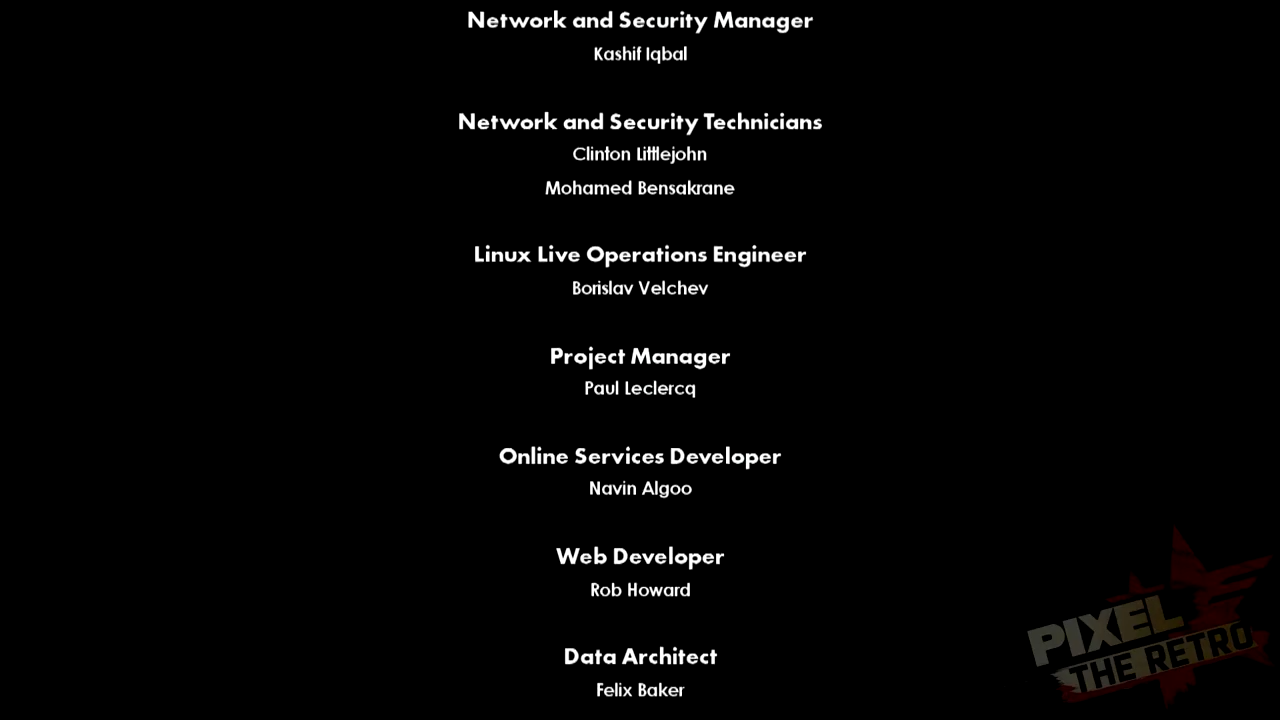 Network and Security Manager
Kashif Iqbal
Network and Security Technicians
Clinton Littlejohn
Mohamed Bensakrane
Linux Live Operations Engineer
Borislav Velchev
Project Manager
Paul Leclercq
Online Services Developer
Navin Algoo
Web Developer
Rob Howard
Data Architect
Felix Baker
PIXEL
THE RETRO